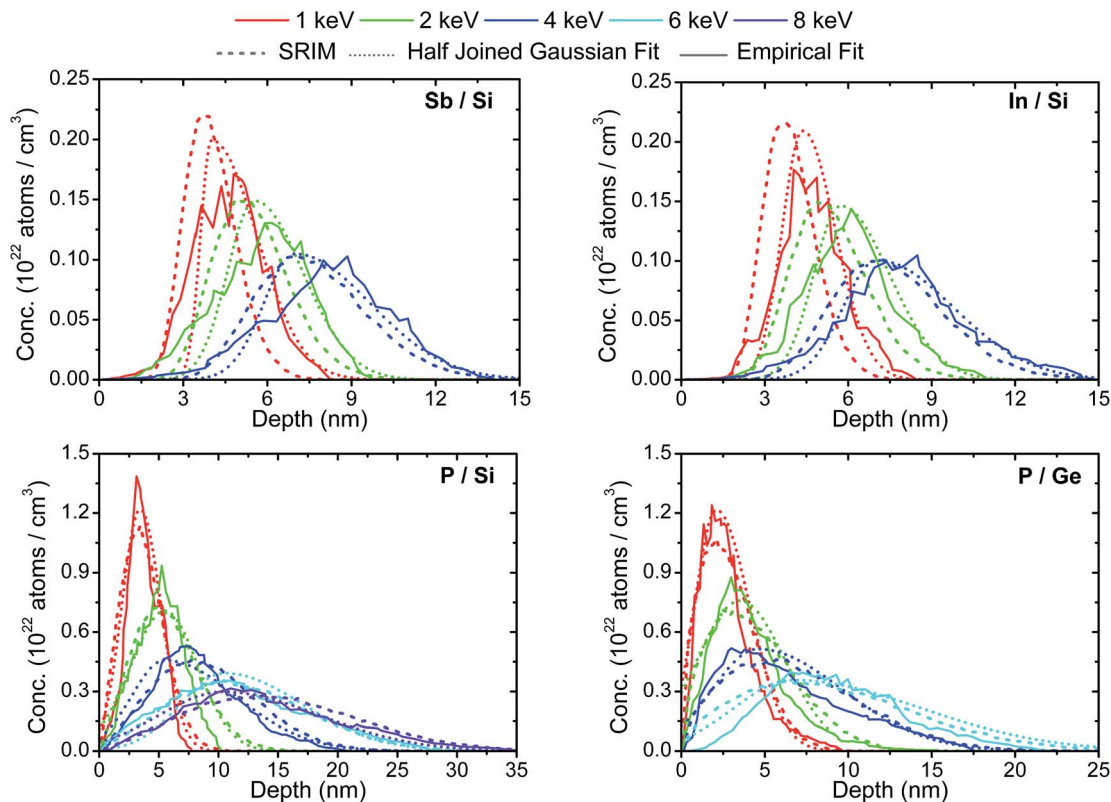 1 keV 2 keV 4 keV 6 keV 8 keV
SRIM Half Joined Gaussian Fit Empirical Fit
Sb / Si
0.25
0.20
0.15
0.10
0.05
0.00
Conc. (10²² atoms / cm³)
0 3 6 9 12 15
Depth (nm)
In / Si
0.25
0.20
0.15
0.10
0.05
0.00
Conc. (10²² atoms / cm³)
0 3 6 9 12 15
Depth (nm)
P / Si
1.5
1.2
0.9
0.6
0.3
0.0
Conc. (10²² atoms / cm³)
0 5 10 15 20 25 30 35
Depth (nm)
P / Ge
1.5
1.2
0.9
0.6
0.3
0.0
Conc. (10²² atoms / cm³)
0 5 10 15 20 25
Depth (nm)